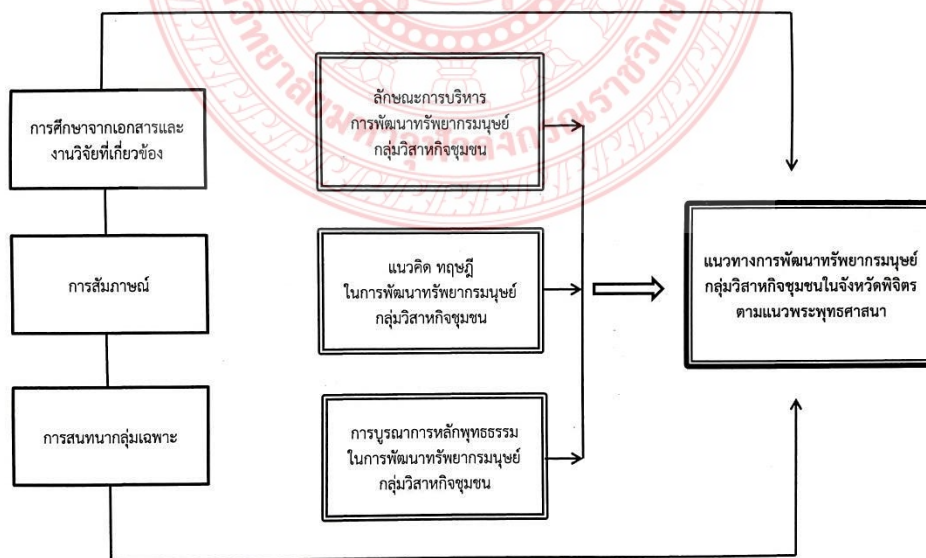 การศึกษาจากเอกสารและ
งานวิจัยที่เกี่ยวข้อง
การสัมภาษณ์
การสนทนากลุ่มเฉพาะ
ลักษณะการบริหาร
การพัฒนาทรัพยากรมนุษย์
กลุ่มวิสาหกิจชุมชน
แนวคิด ทฤษฎี
ในการพัฒนาทรัพยากรมนุษย์
กลุ่มวิสาหกิจชุมชน
การบูรณาการหลักพุทธธรรม
ในการพัฒนาทรัพยากรมนุษย์
กลุ่มวิสาหกิจชุมชน
แนวทางการพัฒนาทรัพยากรมนุษย์
กลุ่มวิสาหกิจชุมชนในจังหวัดพิจิตร
ตามแนวพระพุทธศาสนา